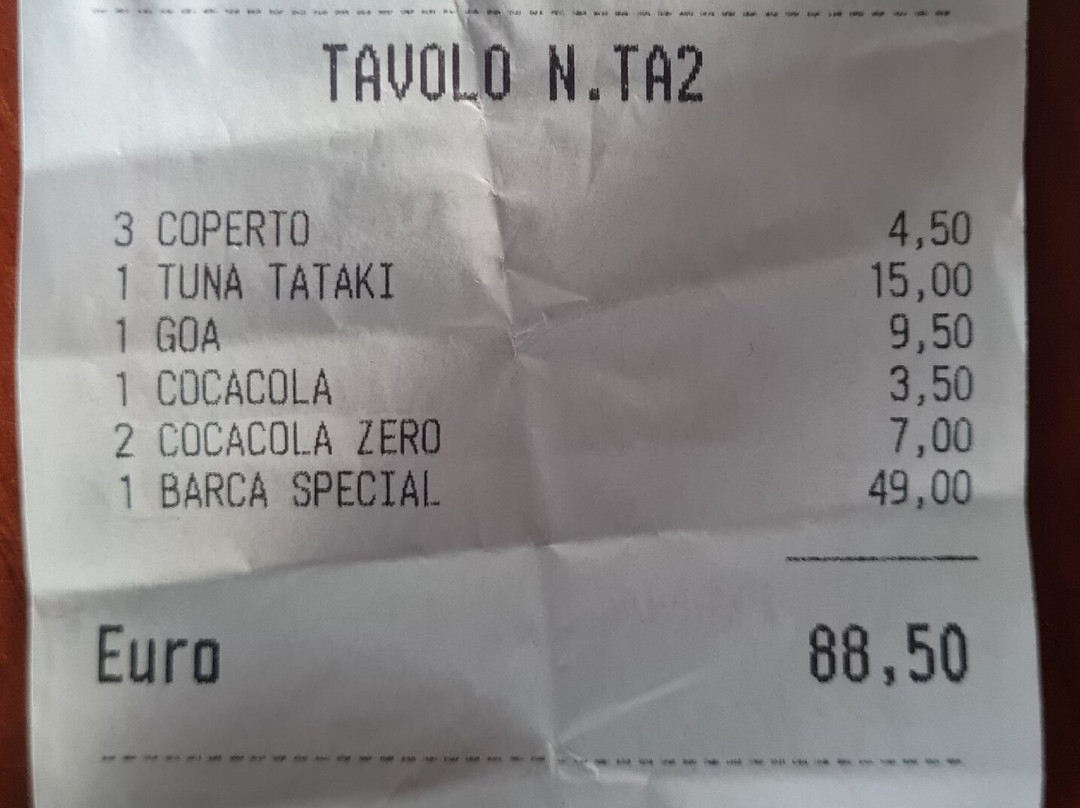 TAVOLO N.TA2
3 COPERTO 4,50
1 TUNA TATAKI 15,00
1 GOA 9,50
1 COCACOLA 3,50
2 COCACOLA ZERO 7,00
1 BARCA SPECIAL 49,00
Euro 88,50